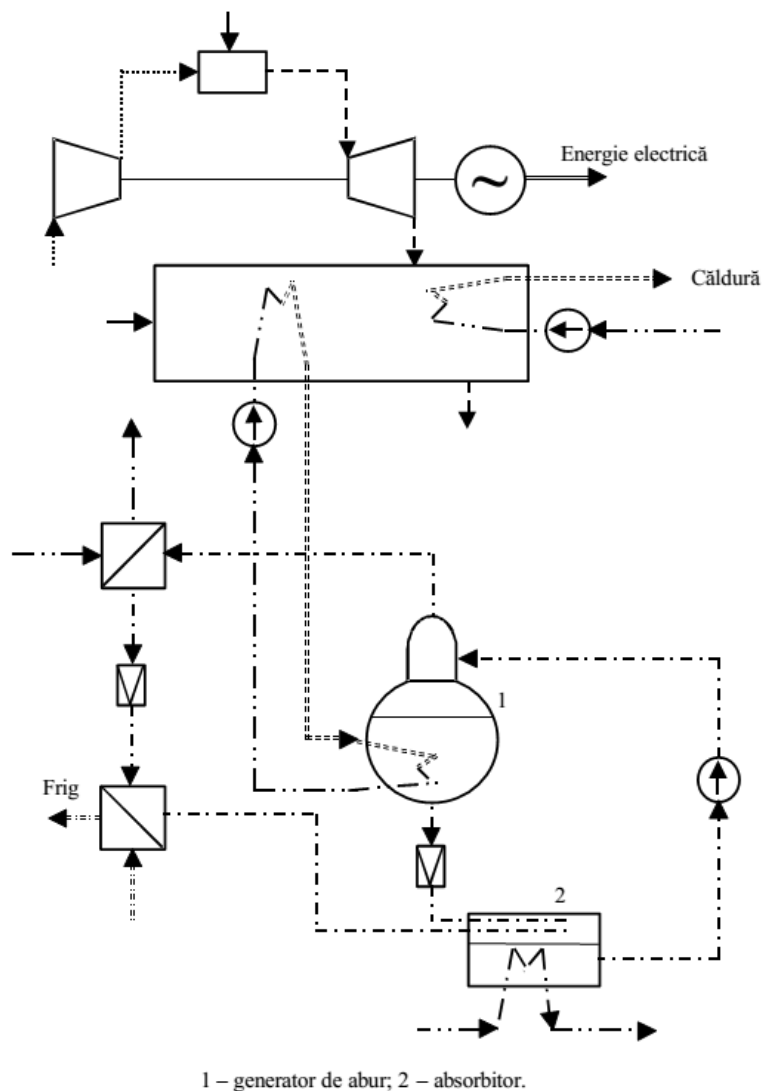 Energie electrică
Căldură
1
Frig
2
1 – generator de abur; 2 – absorbitor.